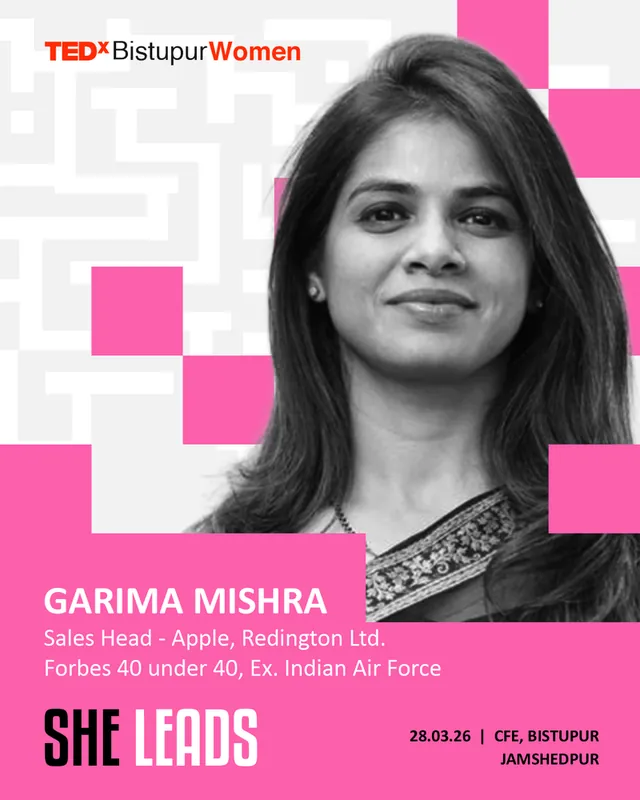 TEDxBistupurWomen
GARIMA MISHRA
Sales Head - Apple, Redington Ltd.
Forbes 40 under 40, Ex. Indian Air Force
SHE LEADS
28.03.26 | CFE, BISTUPUR
JAMSHEDPUR